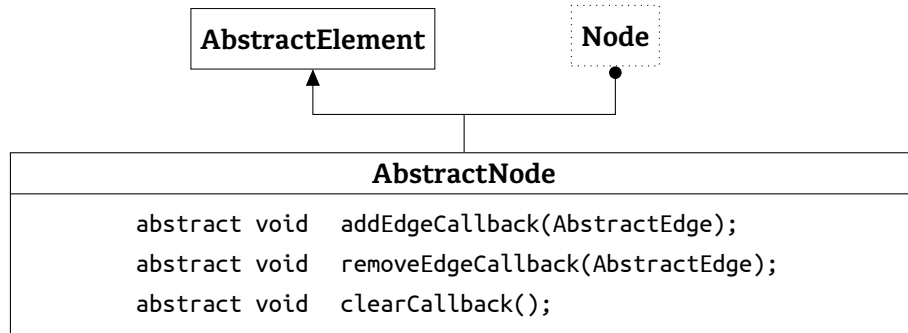 AbstractElement
Node
AbstractNode
abstract void addEdgeCallback(AbstractEdge);
abstract void removeEdgeCallback(AbstractEdge);
abstract void clearCallback();